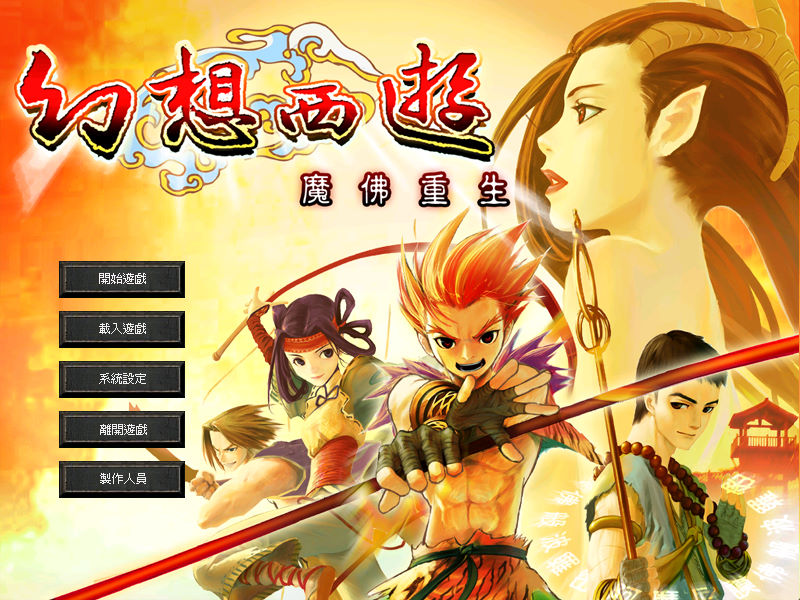 幻想西遊
魔佛重生
開始遊戲
載入遊戲
系統設定
離開遊戲
製作人員